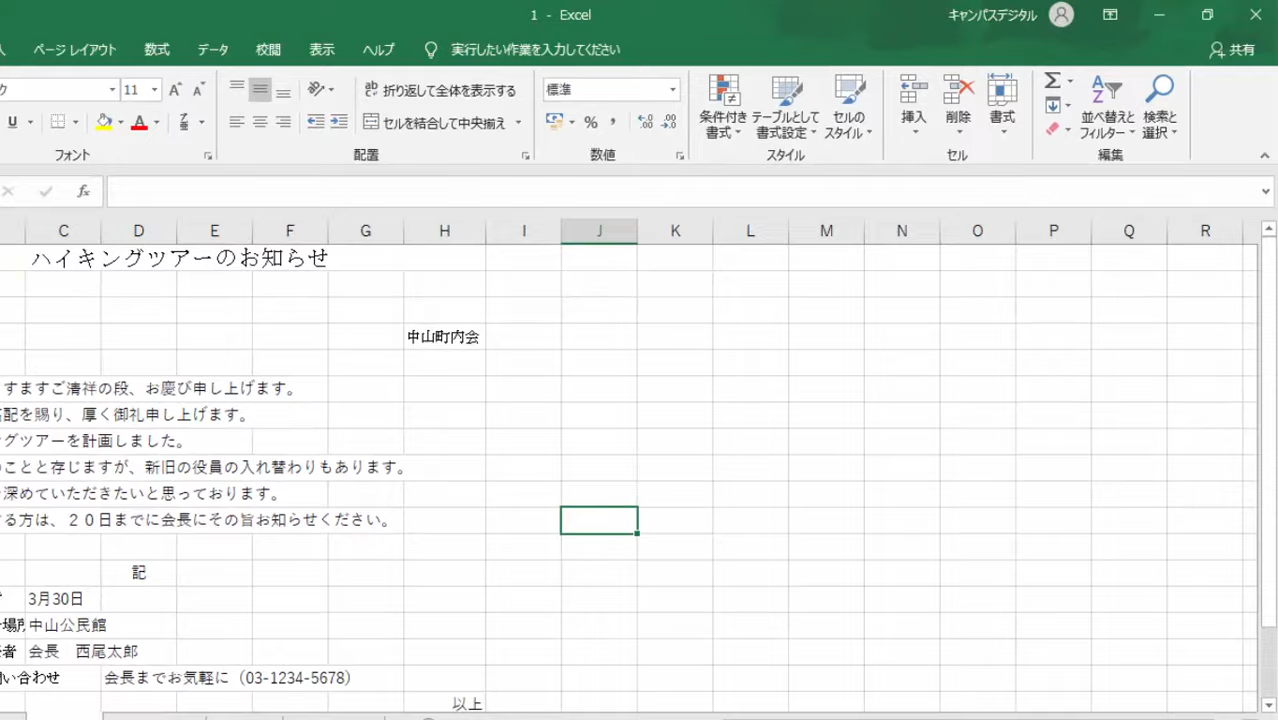 1 - Excel
キャンパスデジタル
ページ レイアウト 数式 データ 校閲 表示 ヘルプ 実行したい作業を入力してください 共有
11 折り返して全体を表示する 標準
セルを結合して中央揃え
条件付き書式 テーブルとして書式設定 セルのスタイル 挿入 削除 書式 並べ替えとフィルター 検索と選択
フォント 配置 数値 スタイル セル 編集
fx
C D E F G H I J K L M N O P Q R
ハイキングツアーのお知らせ
中山町内会
すますご清祥の段、お慶び申し上げます。
配を賜り、厚く御礼申し上げます。
グツアーを計画しました。
のことと存じますが、新旧の役員の入れ替わりもあります。
深めていただきたいと思っております。
する方は、２０日までに会長にその旨お知らせください。
記
3月30日
場所 中山公民館
者 会長 西尾太郎
問い合わせ 会長までお気軽に（03-1234-5678）
以上